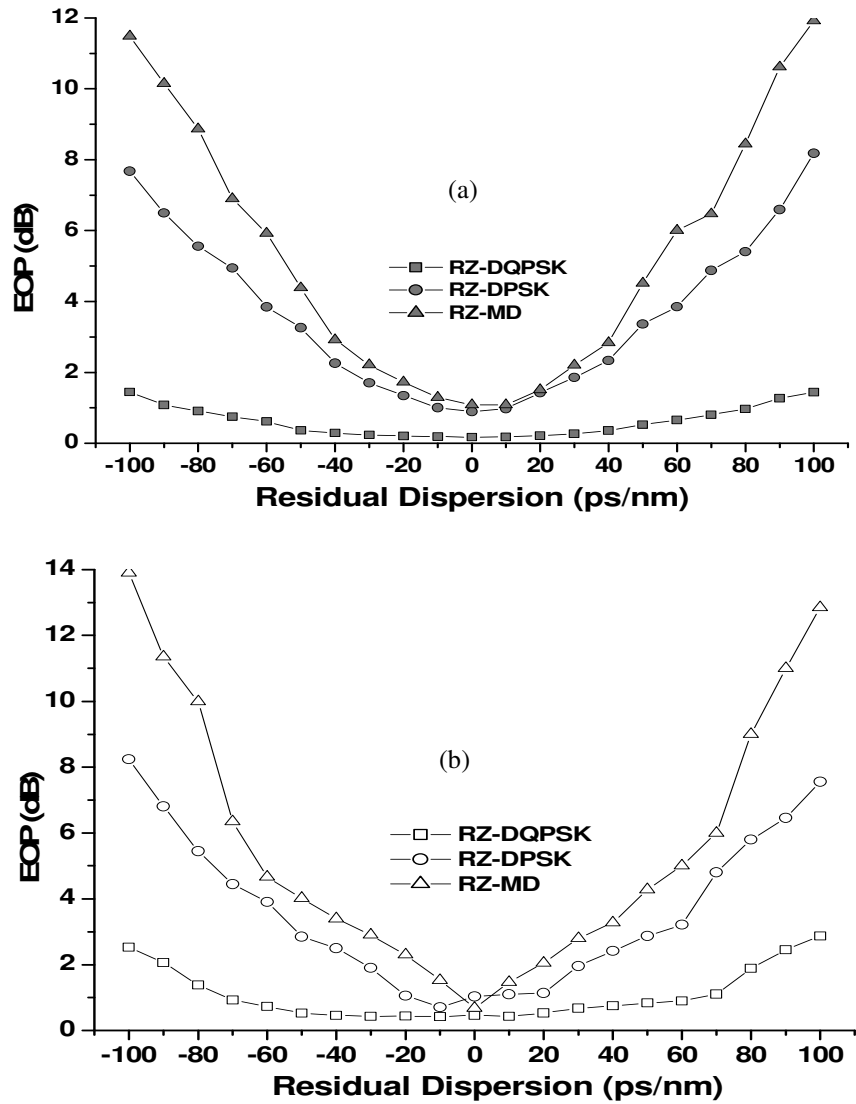 12
10
(a)
8
6
RZ-DQPSK
RZ-DPSK
RZ-MD
4
2
0
EOP (dB)
-100 -80 -60 -40 -20 0 20 40 60 80 100
Residual Dispersion (ps/nm)
14
12
10
(b)
8
6
RZ-DQPSK
RZ-DPSK
RZ-MD
4
2
0
EOP (dB)
-100 -80 -60 -40 -20 0 20 40 60 80 100
Residual Dispersion (ps/nm)